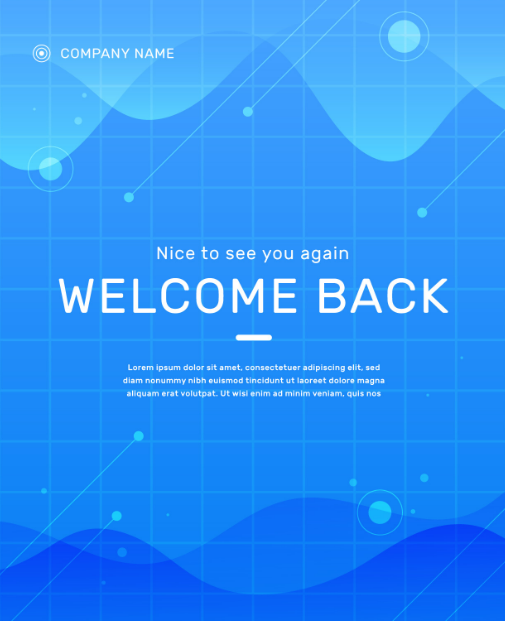 COMPANY NAME
Nice to see you again
WELCOME BACK
Lorem ipsum dolor sit amet, consectetuer adipiscing elit, sed
diam nonummy nibh euismod tincidunt ut laoreet dolore magna
aliquam erat volutpat. Ut wisi enim ad minim veniam, quis nos